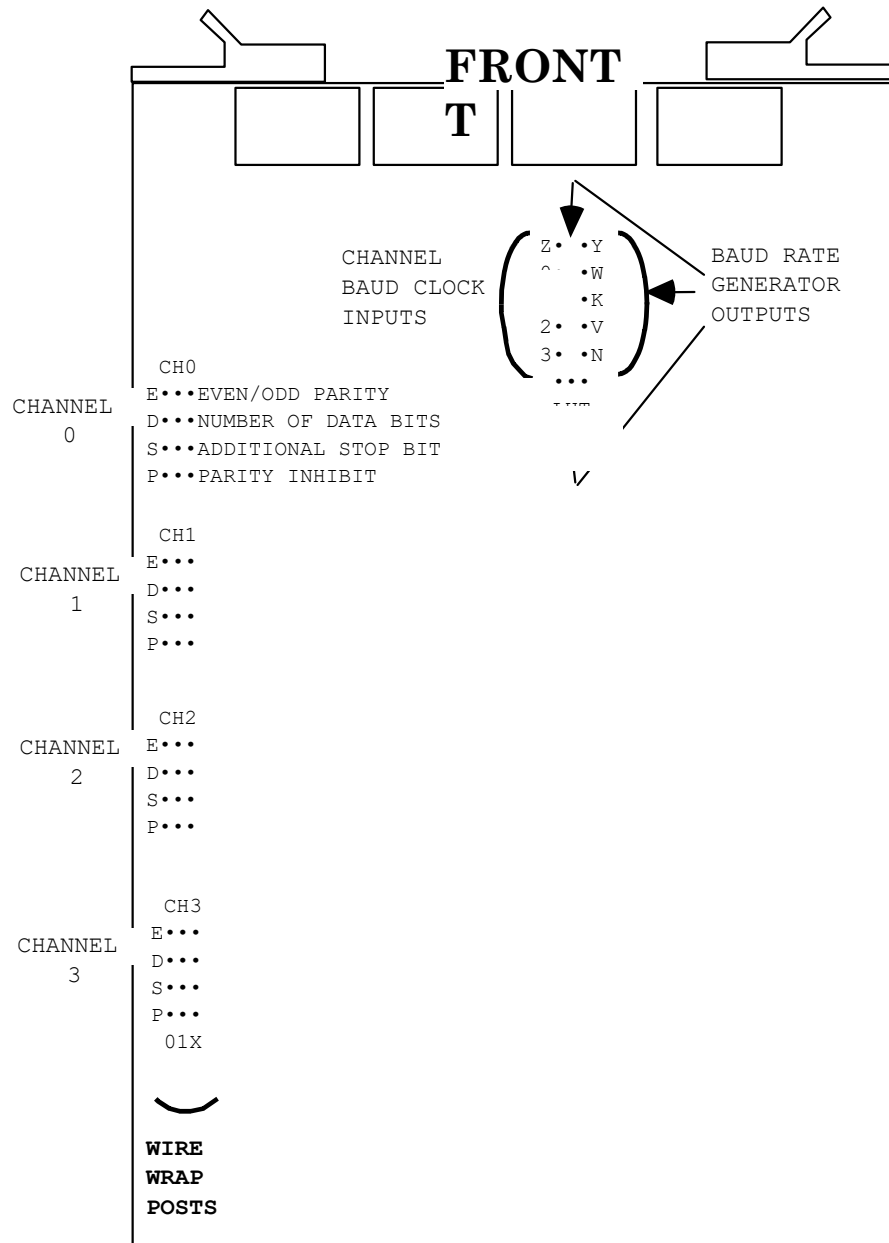 FRONT
T
CHANNEL
BAUD CLOCK
INPUTS
Z• •Y
•W
•K
2• •V
3• •N
•••
BAUD RATE
GENERATOR
OUTPUTS
CHANNEL
0
CH0
E•••EVEN/ODD PARITY
D•••NUMBER OF DATA BITS
S•••ADDITIONAL STOP BIT
P•••PARITY INHIBIT
CHANNEL
1
CH1
E•••
D•••
S•••
P•••
CHANNEL
2
CH2
E•••
D•••
S•••
P•••
CHANNEL
3
CH3
E•••
D•••
S•••
P•••
01X
WIRE
WRAP
POSTS